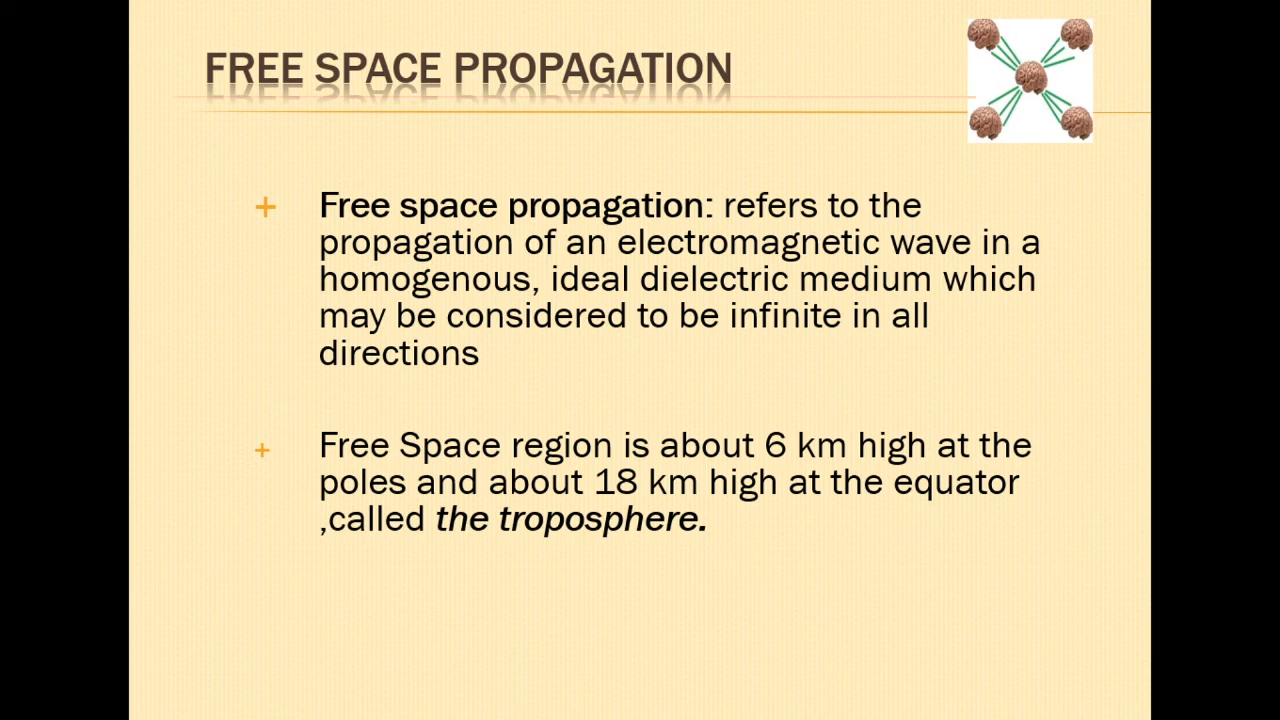 FREE SPACE PROPAGATION
+ Free space propagation: refers to the
propagation of an electromagnetic wave in a
homogenous, ideal dielectric medium which
may be considered to be infinite in all
directions
+ Free Space region is about 6 km high at the
poles and about 18 km high at the equator
,called the troposphere.